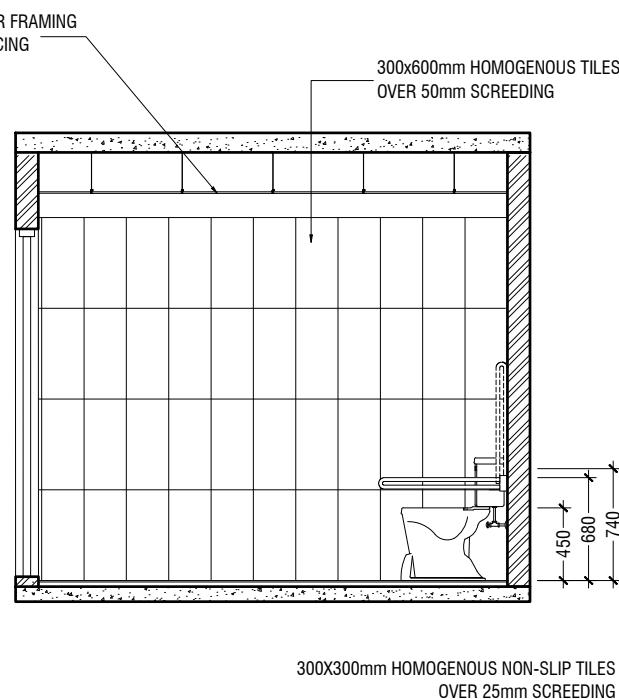 R FRAMING
CING
300x600mm HOMOGENOUS TILES
OVER 50mm SCREEDING
450
680
740
300X300mm HOMOGENOUS NON-SLIP TILES
OVER 25mm SCREEDING